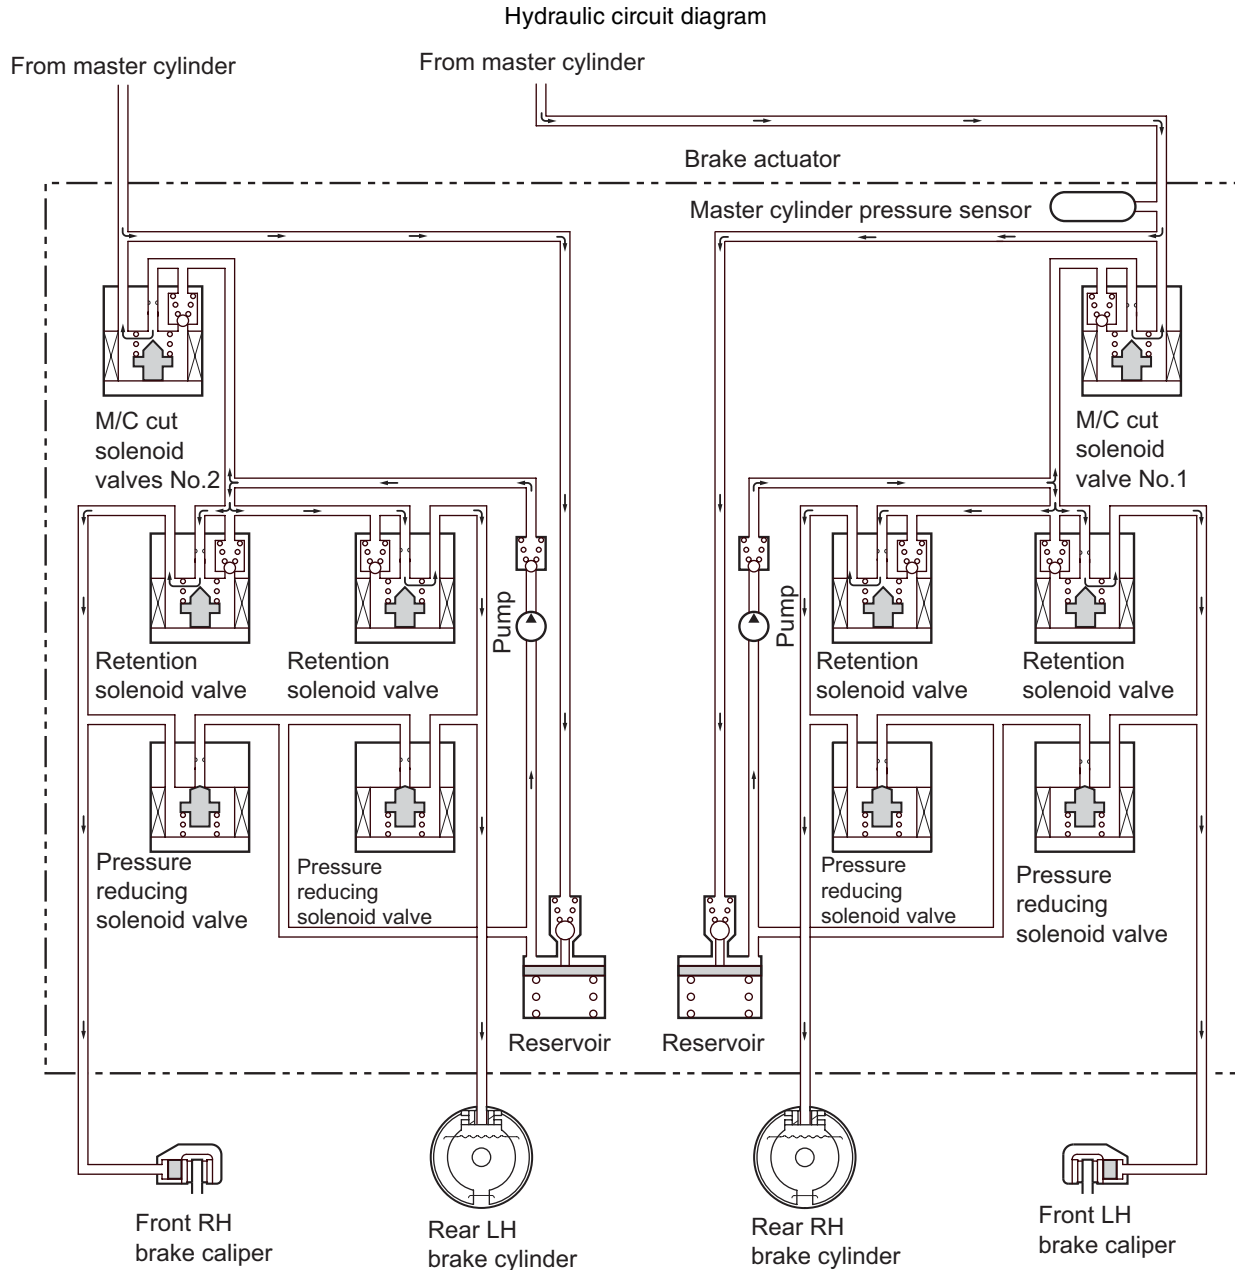 Hydraulic circuit diagram
From master cylinder
From master cylinder
Brake actuator
Master cylinder pressure sensor
M/C cut
solenoid
valves No.2
M/C cut
solenoid
valve No.1
Pump
Pump
Retention
solenoid valve
Retention
solenoid valve
Retention
solenoid valve
Retention
solenoid valve
Pressure
reducing
solenoid valve
Pressure
reducing
solenoid valve
Pressure
reducing
solenoid valve
Pressure
reducing
solenoid valve
Reservoir
Reservoir
Front RH
brake caliper
Rear LH
brake cylinder
Rear RH
brake cylinder
Front LH
brake caliper